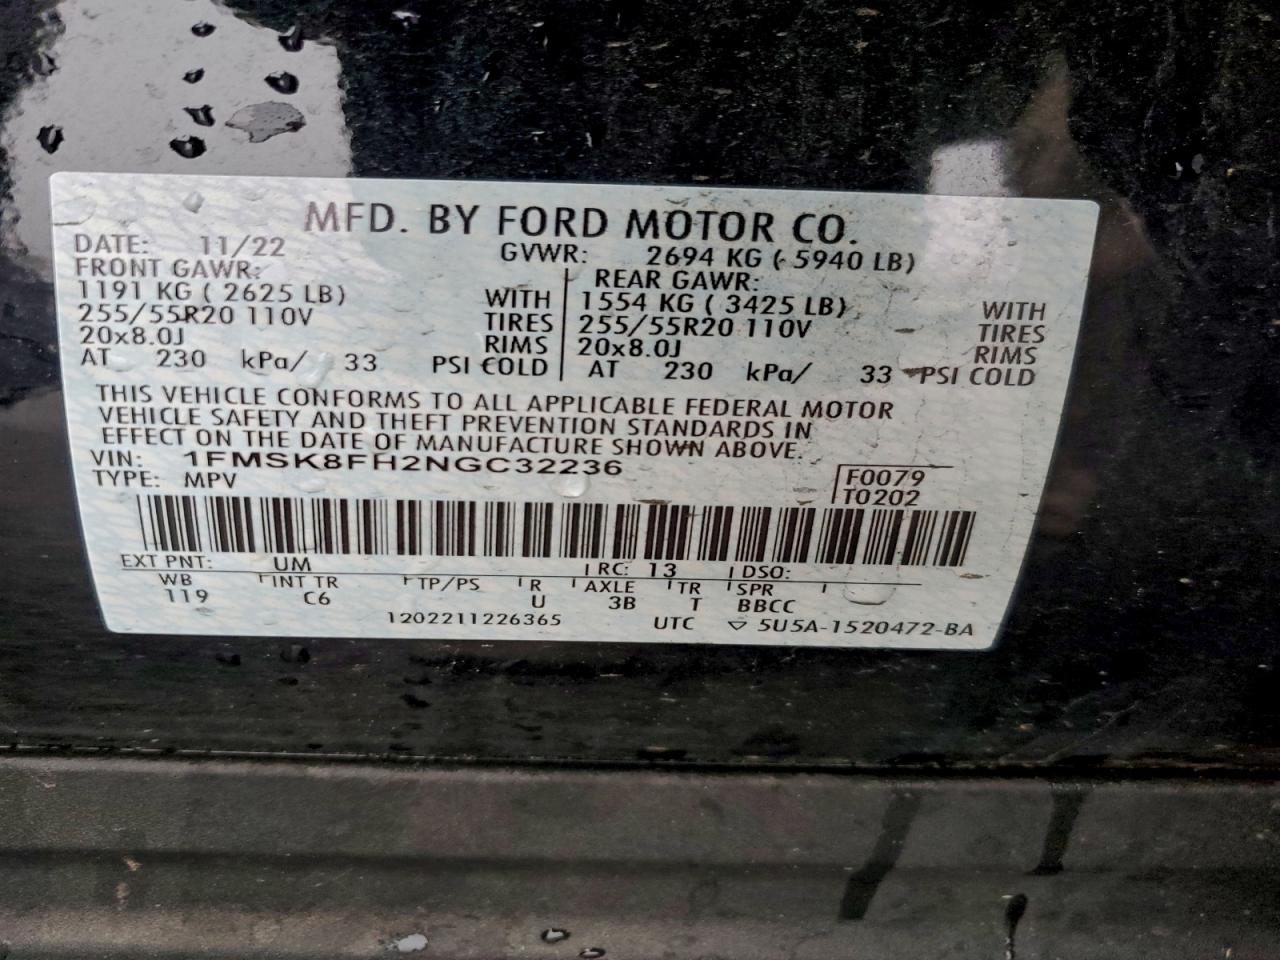 MFD. BY FORD MOTOR CO.
DATE: 11/22 GVWR: 2694 KG ( 5940 LB)
FRONT GAWR: REAR GAWR:
1191 KG ( 2625 LB) WITH 1554 KG ( 3425 LB) WITH
255/55R20 110V TIRES 255/55R20 110V TIRES
20x8.0J RIMS 20x8.0J RIMS
AT 230 kPa/ 33 PSI COLD AT 230 kPa/ 33 PSI COLD
THIS VEHICLE CONFORMS TO ALL APPLICABLE FEDERAL MOTOR
VEHICLE SAFETY AND THEFT PREVENTION STANDARDS IN
EFFECT ON THE DATE OF MANUFACTURE SHOWN ABOVE.
VIN: 1FMSK8FH2NGC32236
TYPE: MPV
F0079
T0202
EXT PNT: UM RC: 13 DSO:
WB INT TR TP/PS R AXLE TR SPR
119 C6 U 3B T BBCC
1202211226365 UTC ▽ 5U5A-1520472-BA